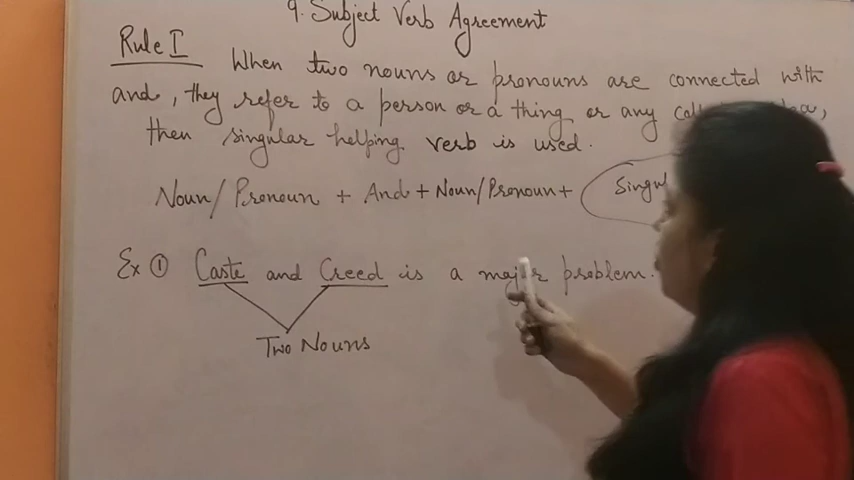 9. Subject Verb Agreement
Rule I When two nouns or pronouns are connected with
and, they refer to a person or a thing or any
then singular helping verb is used.
Noun/Pronoun + And + Noun/Pronoun +
Ex ① Caste and Creed is a major problem.
Two Nouns